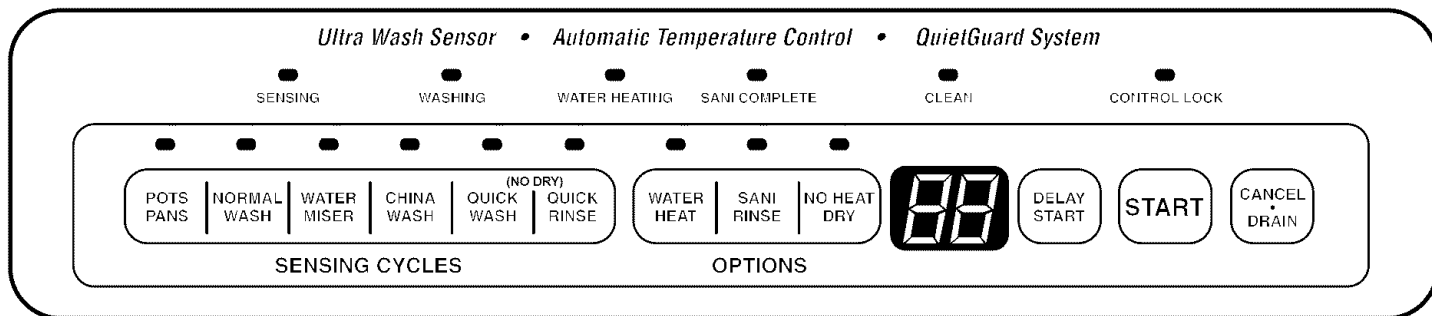 Ultra Wash Sensor • Automatic Temperature Control • QuietGuard System
SENSING WASHING WATER HEATING SANI COMPLETE CLEAN CONTROL LOCK
(NO DRY)
POTS NORMAL WATER CHINA QUICK QUICK WATER SANI NO HEAT DELAY START CANCEL
PANS WASH MISER WASH WASH RINSE HEAT RINSE DRY 88 START • DRAIN
SENSING CYCLES OPTIONS